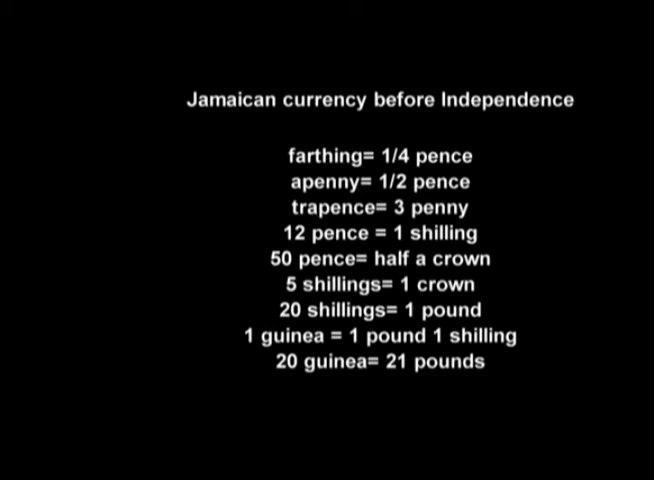 Jamaican currency before Independence
farthing= 1/4 pence
apenny= 1/2 pence
trapence= 3 penny
12 pence = 1 shilling
50 pence= half a crown
5 shillings= 1 crown
20 shillings= 1 pound
1 guinea = 1 pound 1 shilling
20 guinea= 21 pounds